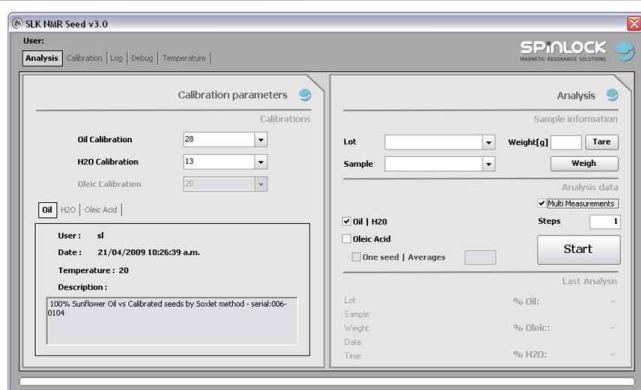 SLK NMR Seed v3.0
User:
Analysis Calibration Log Debug Temperature
SPINLOCK
MAGNETIC RESONANCE SOLUTIONS
Calibration parameters
Calibrations
Oil Calibration 28
H2O Calibration 13
Oleic Calibration 20
Oil H2O Oleic Acid
User : sl
Date : 21/04/2009 10:26:39 a.m.
Temperature : 20
Description :
100% Sunflower Oil vs Calibrated seeds by Soxlet method - serial:006-
0104
Analysis
Sample information
Lot Weight[g] Tare
Sample Weigh
Analysis data
Multi Measurements
Oil | H2O Steps 1
Oleic Acid
One seed | Averages
Start
Last Analysis
Lot: % Oil: -
Sample:
Weight: % Oleic: -
Data:
Time: % H2O: -